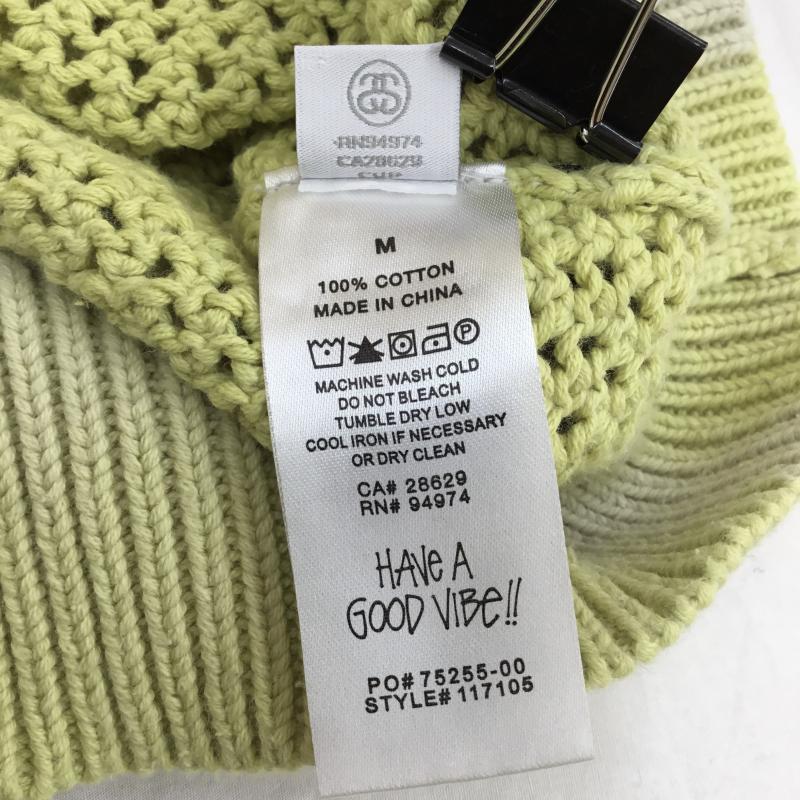 RN94974
CA28629
M
100% COTTON
MADE IN CHINA
P
MACHINE WASH COLD
DO NOT BLEACH
TUMBLE DRY LOW
COOL IRON IF NECESSARY
OR DRY CLEAN
CA# 28629
RN# 94974
HAVE A
GOOD VIBE!!
PO# 75255-00
STYLE# 117105